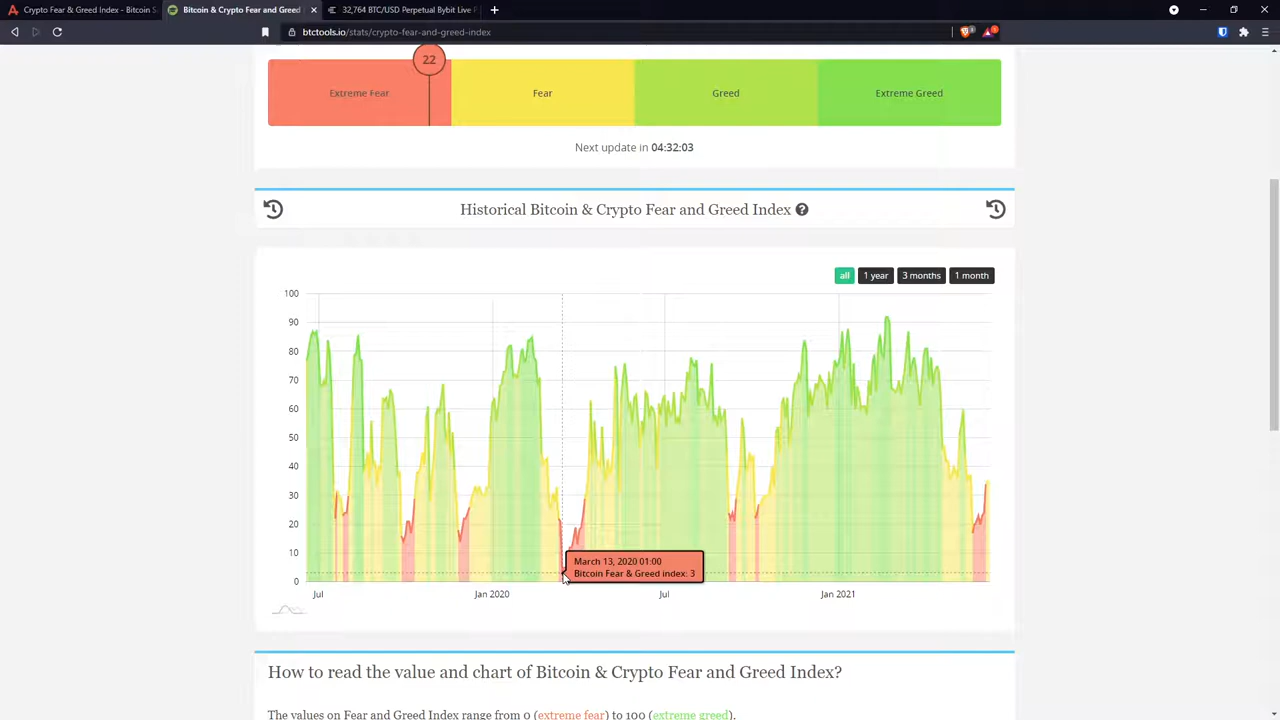 Crypto Fear & Greed Index - Bitcoin S
Bitcoin & Crypto Fear and Greed
32,764 BTC/USD Perpetual Bybit Live
btctools.io/stats/crypto-fear-and-greed-index
22
Extreme Fear
Fear
Greed
Extreme Greed
Next update in 04:32:03
Historical Bitcoin & Crypto Fear and Greed Index
all
1 year
3 months
1 month
100
90
80
70
60
50
40
30
20
10
0
March 13, 2020 01:00
Bitcoin Fear & Greed index: 3
Jul
Jan 2020
Jul
Jan 2021
How to read the value and chart of Bitcoin & Crypto Fear and Greed Index?
The values on Fear and Greed Index range from 0 (extreme fear) to 100 (extreme greed).